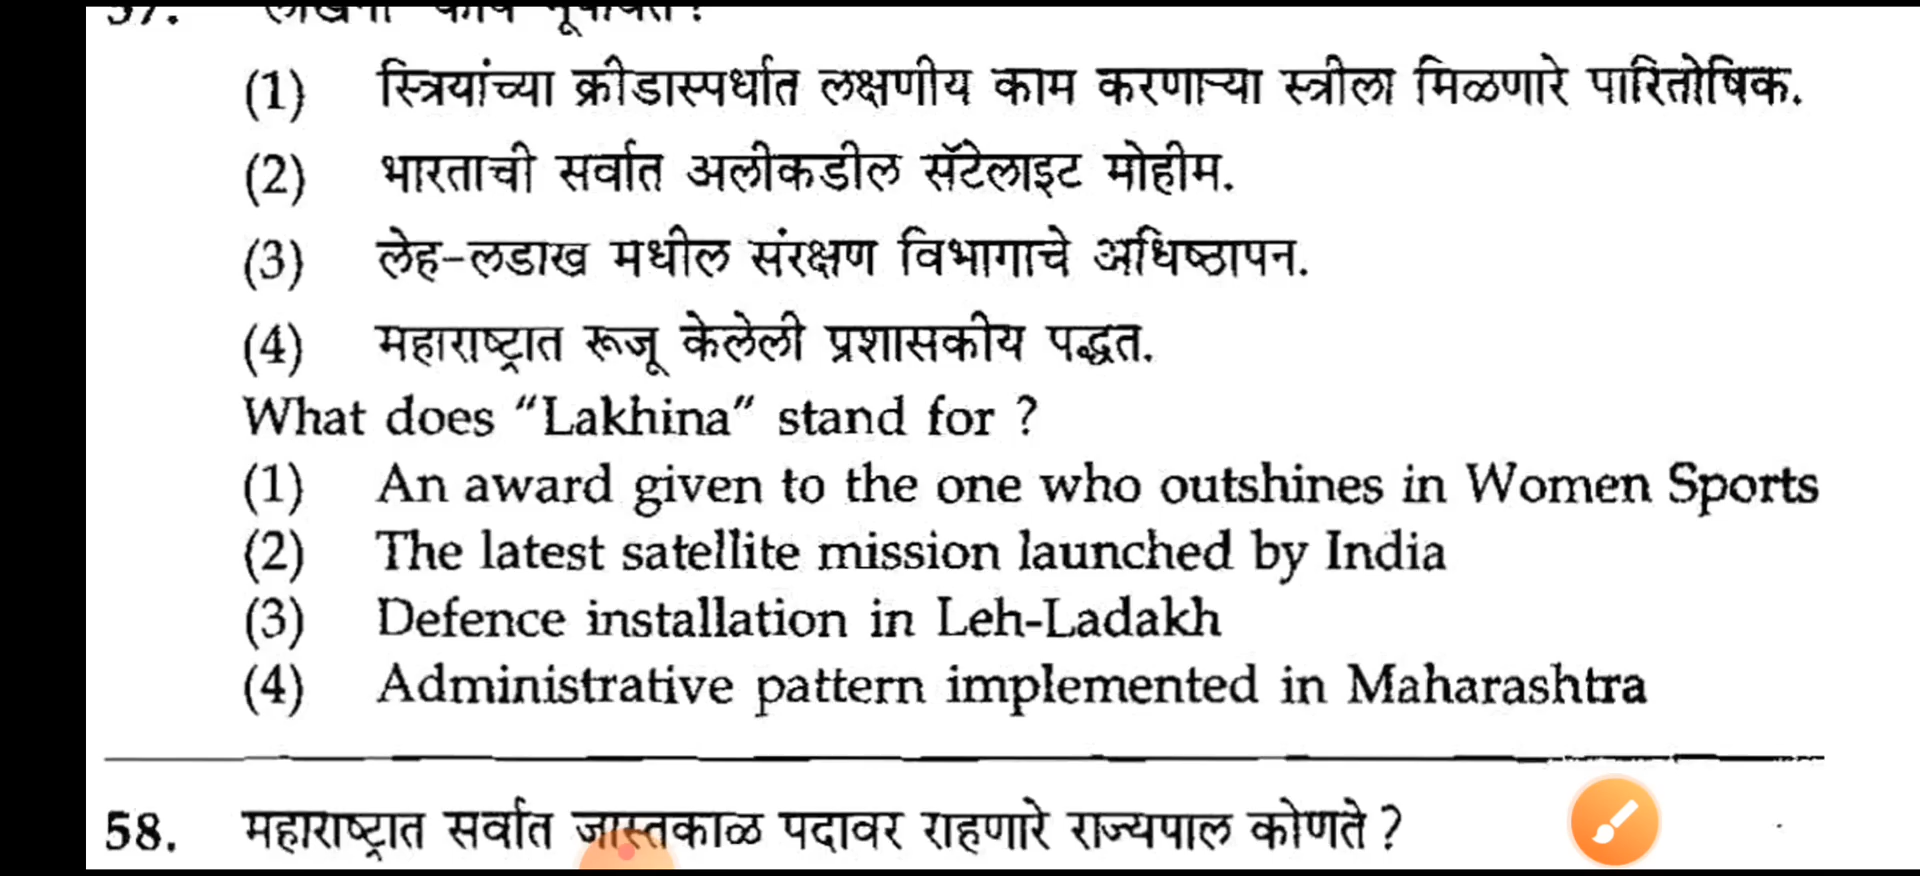 57. लखिना काय सूचवते ?
(1) स्त्रियांच्या क्रीडास्पर्धात लक्षणीय काम करणाऱ्या स्त्रीला मिळणारे पारितोषिक.
(2) भारताची सर्वात अलीकडील सॅटेलाइट मोहीम.
(3) लेह-लडाख मधील संरक्षण विभागाचे अधिष्ठापन.
(4) महाराष्ट्रात रूजू केलेली प्रशासकीय पद्धत.
What does "Lakhina" stand for ?
(1) An award given to the one who outshines in Women Sports
(2) The latest satellite mission launched by India
(3) Defence installation in Leh-Ladakh
(4) Administrative pattern implemented in Maharashtra
58. महाराष्ट्रात सर्वात जास्तकाळ पदावर राहणारे राज्यपाल कोणते ?